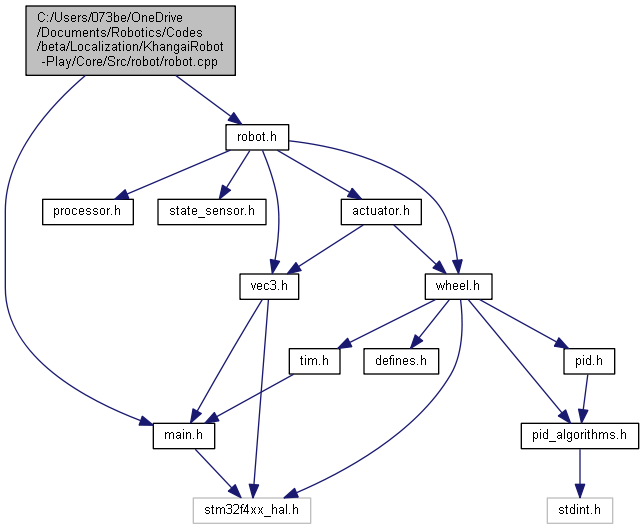 C:/Users/073be/OneDrive
/Documents/Robotics/Codes
/beta/Localization/KhangaiRobot
-Play/Core/Src/robot/robot.cpp
robot.h
processor.h
state_sensor.h
actuator.h
vec3.h
wheel.h
tim.h
defines.h
pid.h
main.h
pid_algorithms.h
stm32f4xx_hal.h
stdint.h